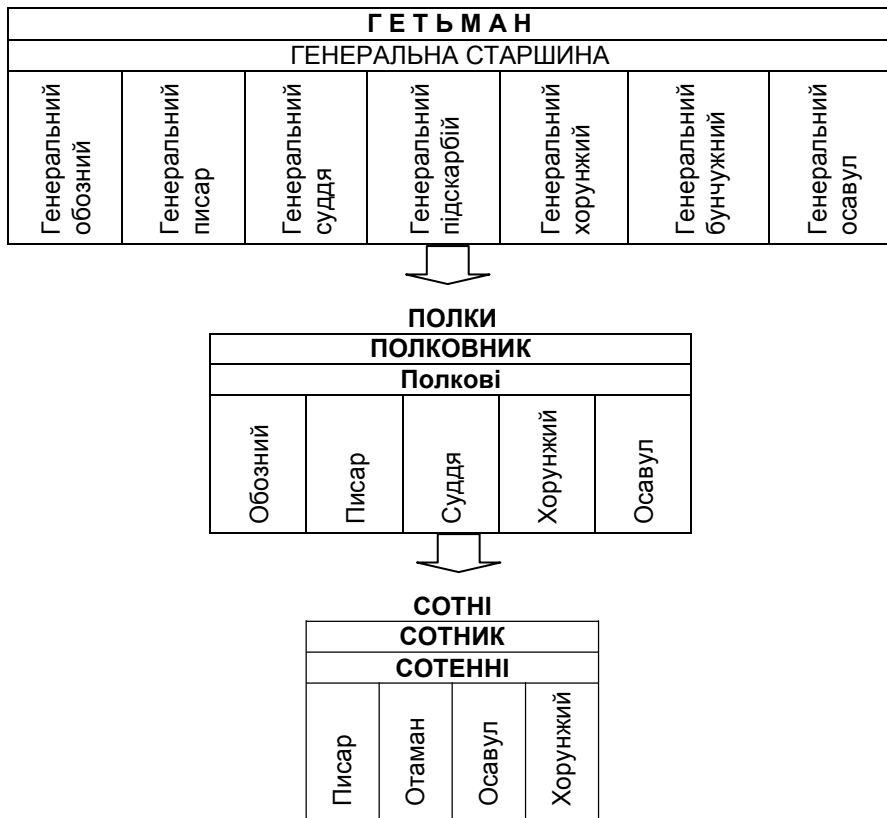 Г Е Т Ь М А Н
ГЕНЕРАЛЬНА СТАРШИНА
Генеральний
обозний
Генеральний
писар
Генеральний
суддя
Генеральний
підскарбій
Генеральний
хорунжий
Генеральний
бунчужний
Генеральний
осавул
ПОЛКИ
ПОЛКОВНИК
Полкові
Обозний
Писар
Суддя
Хорунжий
Осавул
СОТНІ
СОТНИК
СОТЕННІ
Писар
Отаман
Осавул
Хорунжий